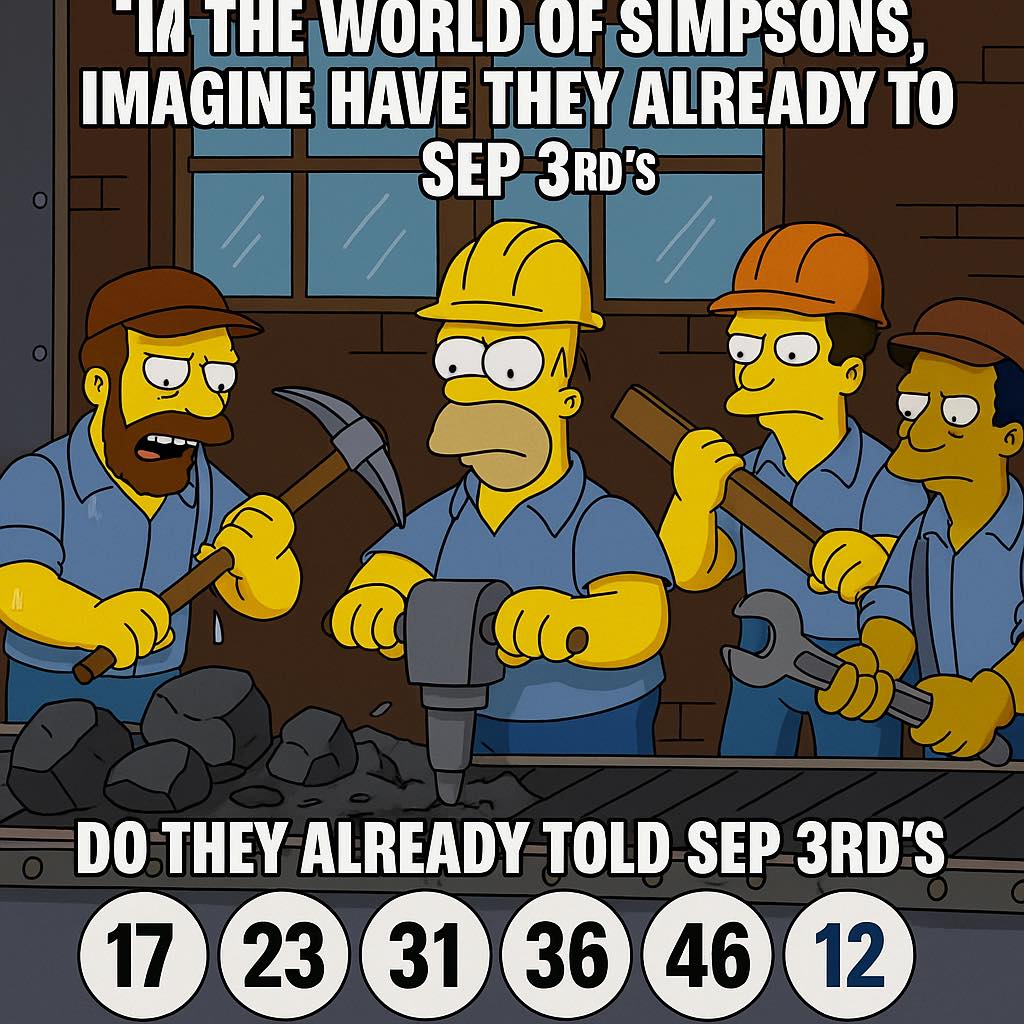 "IN THE WORLD OF SIMPSONS,
IMAGINE HAVE THEY ALREADY TO
SEP 3RD'S
DO THEY ALREADY TOLD SEP 3RD'S
17 23 31 36 46 12